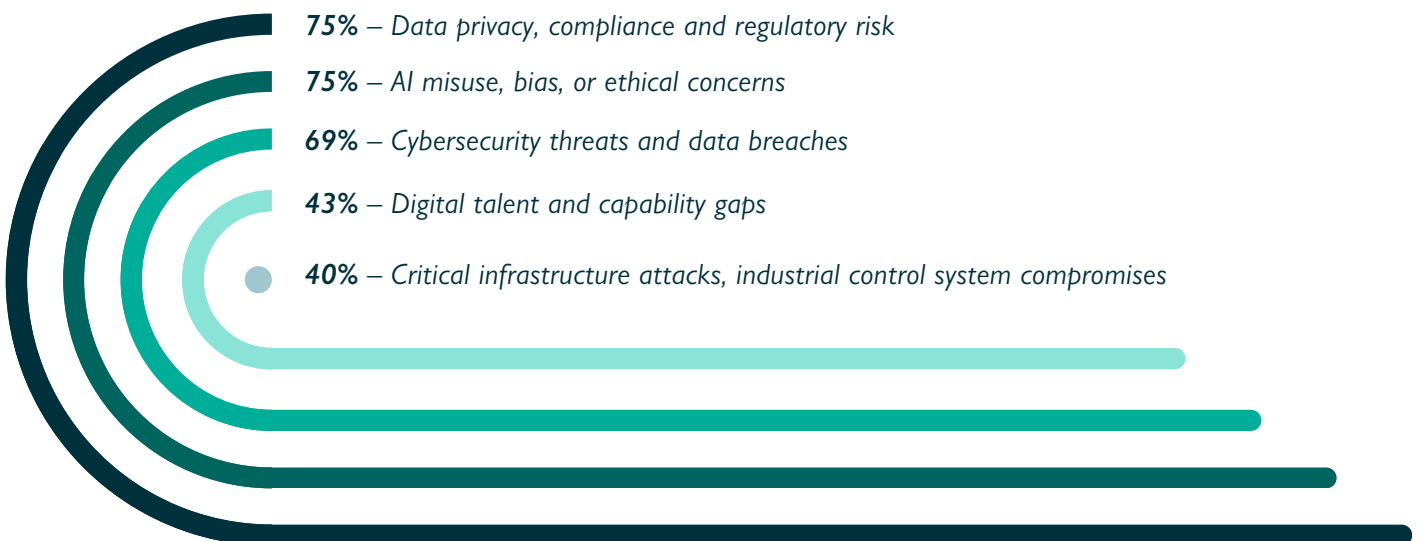 75% – Data privacy, compliance and regulatory risk
75% – AI misuse, bias, or ethical concerns
69% – Cybersecurity threats and data breaches
43% – Digital talent and capability gaps
40% – Critical infrastructure attacks, industrial control system compromises